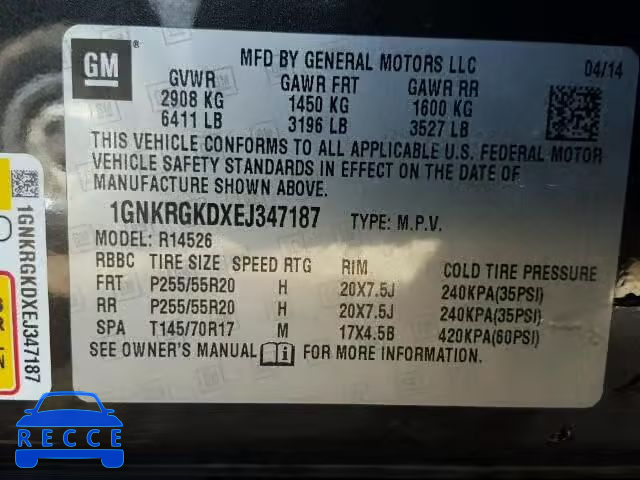 GM
MFD BY GENERAL MOTORS LLC
04/14
GVWR GAWR FRT GAWR RR
2908 KG 1450 KG 1600 KG
6411 LB 3196 LB 3527 LB
THIS VEHICLE CONFORMS TO ALL APPLICABLE U.S. FEDERAL MOTOR
VEHICLE SAFETY STANDARDS IN EFFECT ON THE DATE OF
MANUFACTURE SHOWN ABOVE.
1GNKRGKDXEJ347187 TYPE: M.P.V.
MODEL: R14526
RBBC TIRE SIZE SPEED RTG RIM COLD TIRE PRESSURE
FRT P255/55R20 H 20X7.5J 240KPA(35PSI)
RR P255/55R20 H 20X7.5J 240KPA(35PSI)
SPA T145/70R17 M 17X4.5B 420KPA(60PSI)
SEE OWNER'S MANUAL FOR MORE INFORMATION.
1GNKRGKDXEJ347187
RECCE